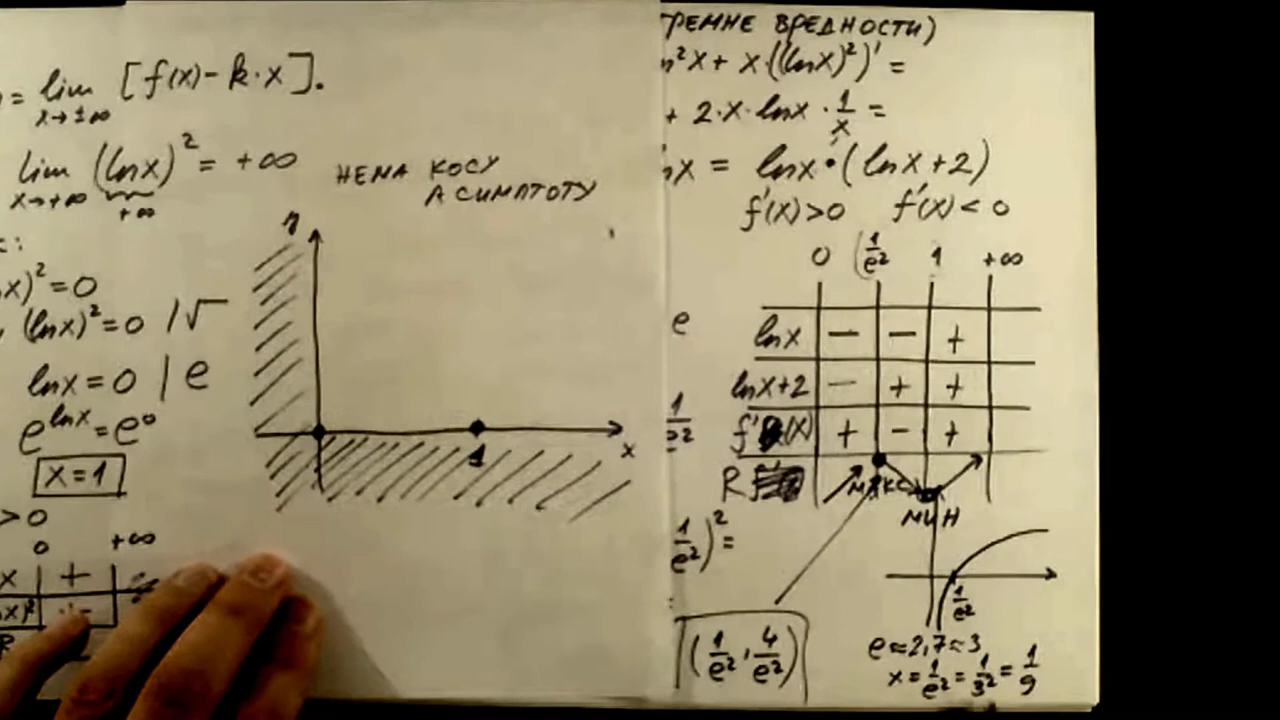 = lim [f(x) - k·x].
x→±∞
lim (lnx)² = +∞
x→+∞ +∞
НЕМА КОСУ
АСИМПТОТУ
x)² = 0
(lnx)² = 0 /√
lnx = 0 / e
e^lnx = e⁰
x = 1
> 0
0 +∞
x +
x)²
y
1
x
ТРЕМНЕ ВРЕДНОСТИ)
n²x + x·((lnx)²)' =
+ 2·x·lnx · 1/x =
nx = lnx · (lnx + 2)
f'(x) > 0 f'(x) < 0
0 1/e² 1 +∞
lnx − − +
lnx+2 − + +
f'(x) + − +
МАКС
МИН
e
1/e²
1/e²)² =
(1/e², 4/e²)
1/e²
e ≈ 2,7 ≈ 3
x = 1/e² = 1/3² = 1/9